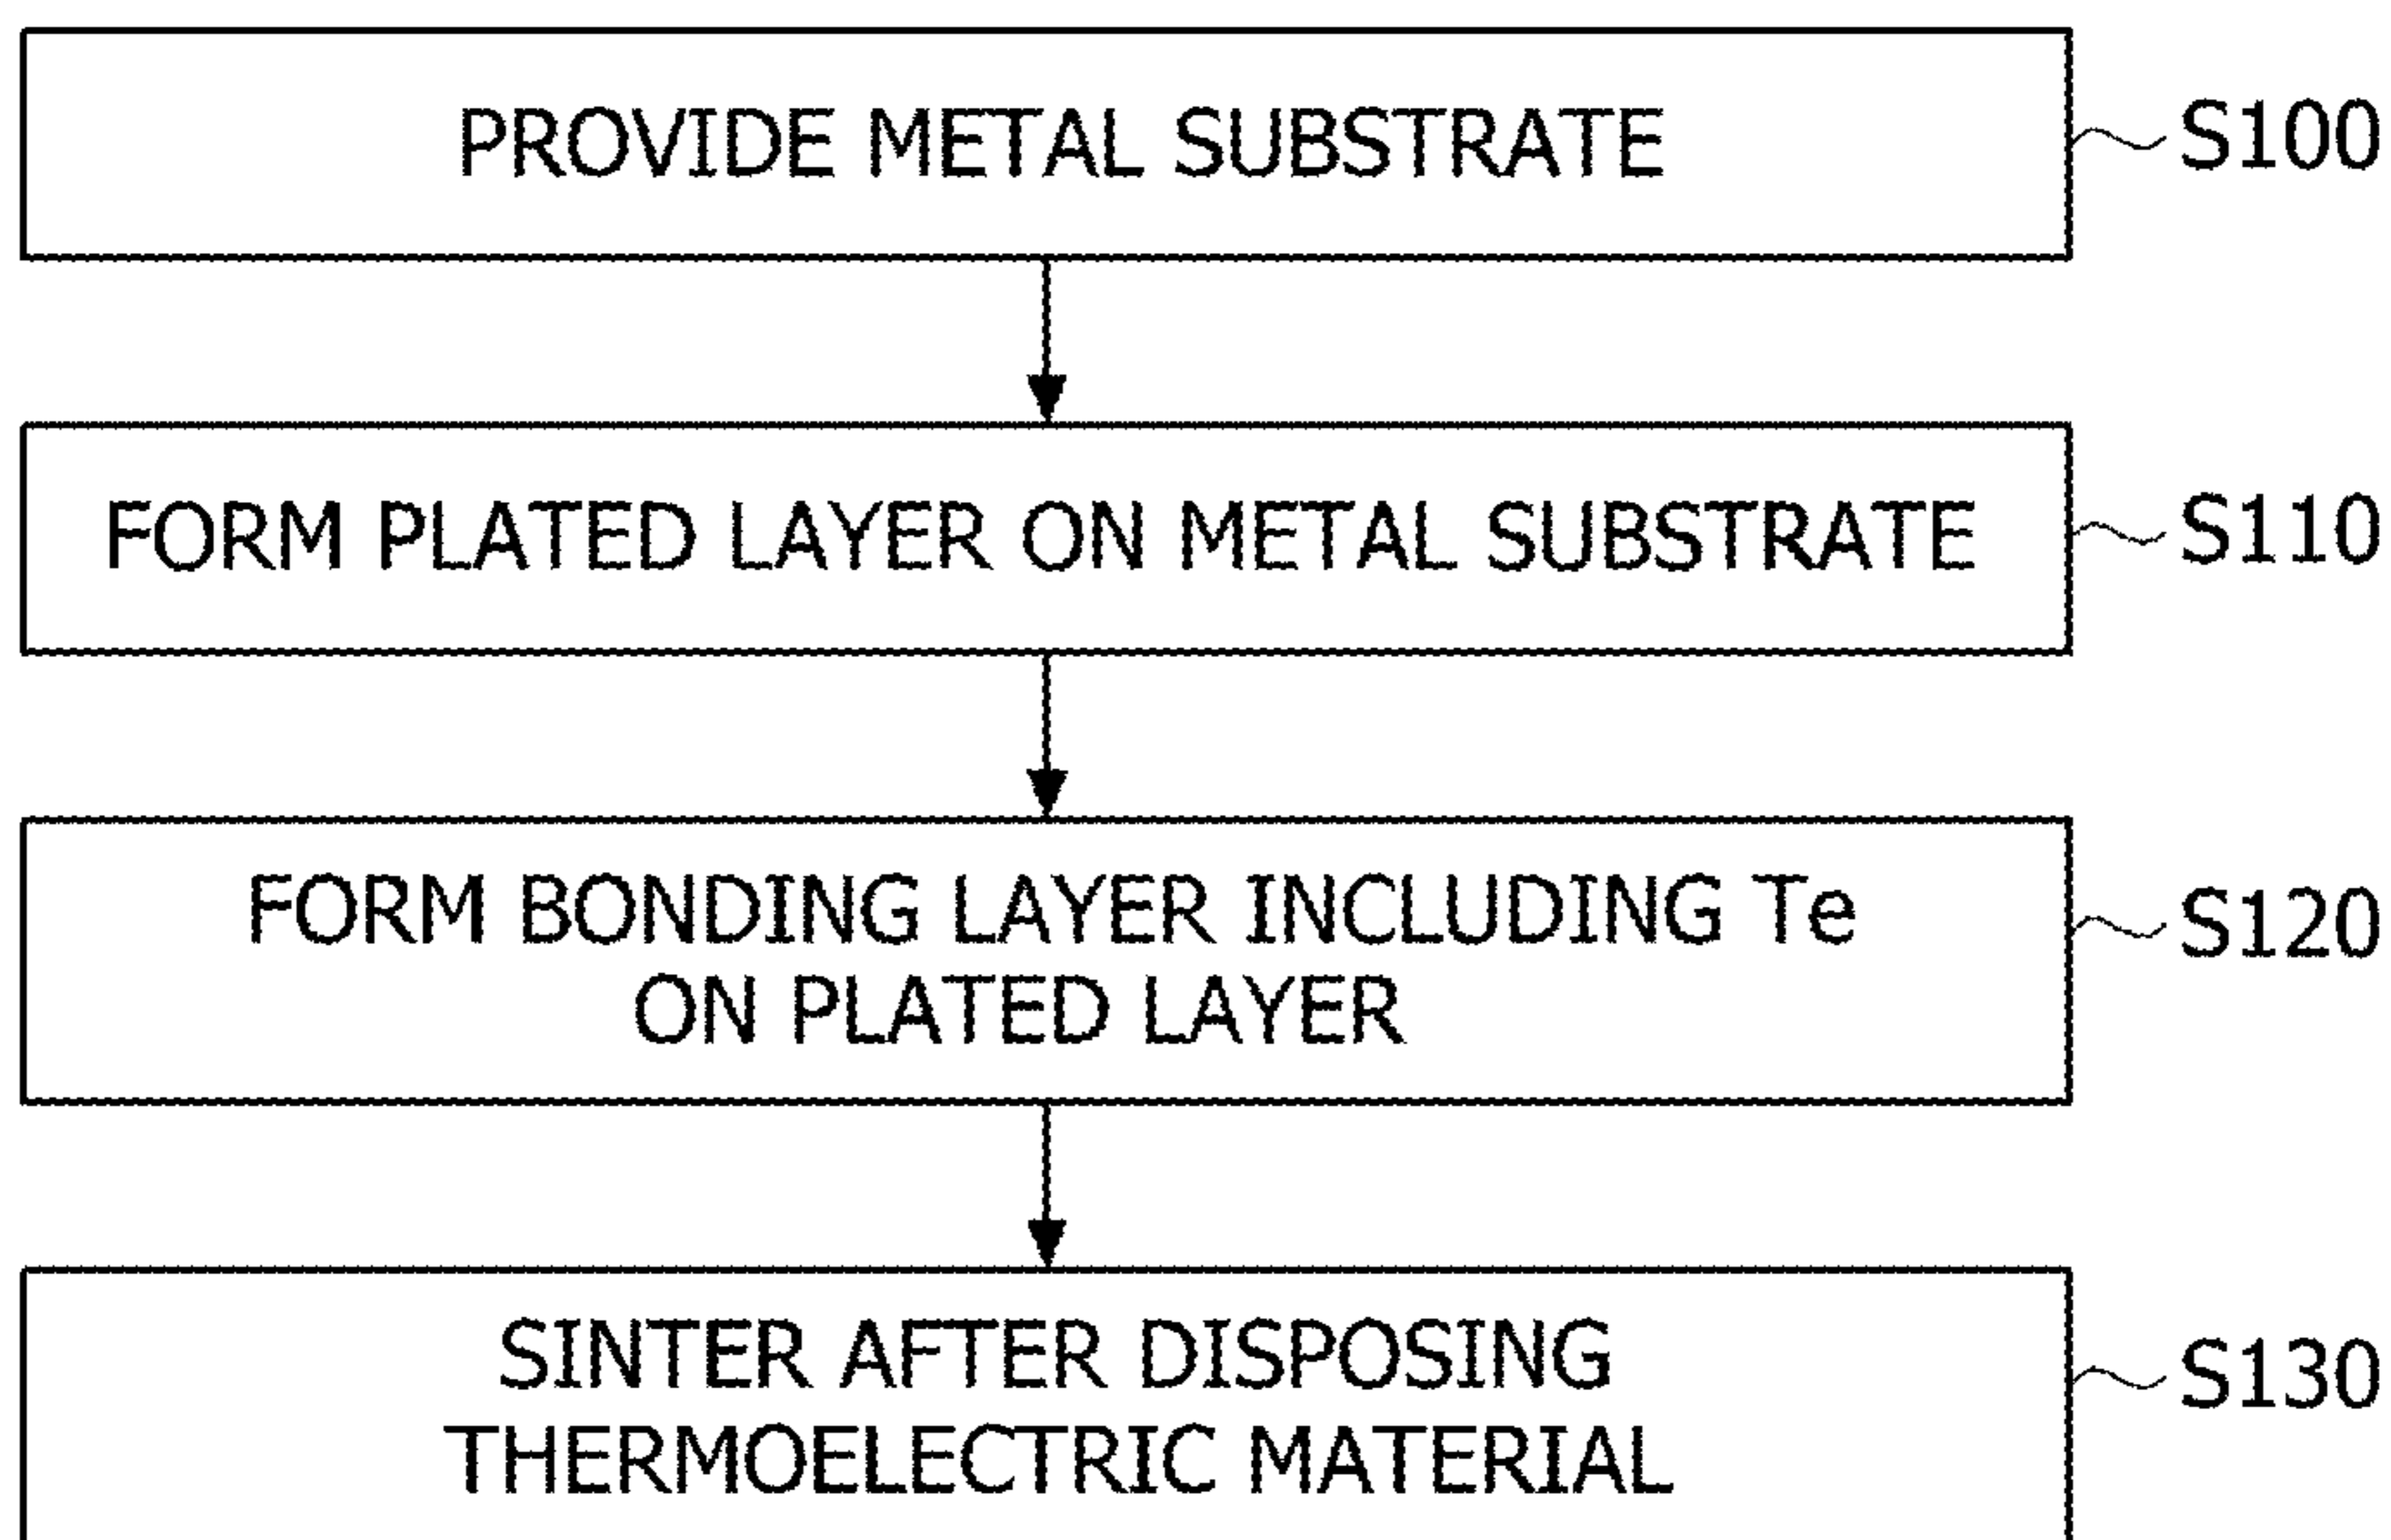 PROVIDE METAL SUBSTRATE
S100
FORM PLATED LAYER ON METAL SUBSTRATE
S110
FORM BONDING LAYER INCLUDING Te
ON PLATED LAYER
S120
SINTER AFTER DISPOSING
THERMOELECTRIC MATERIAL
S130